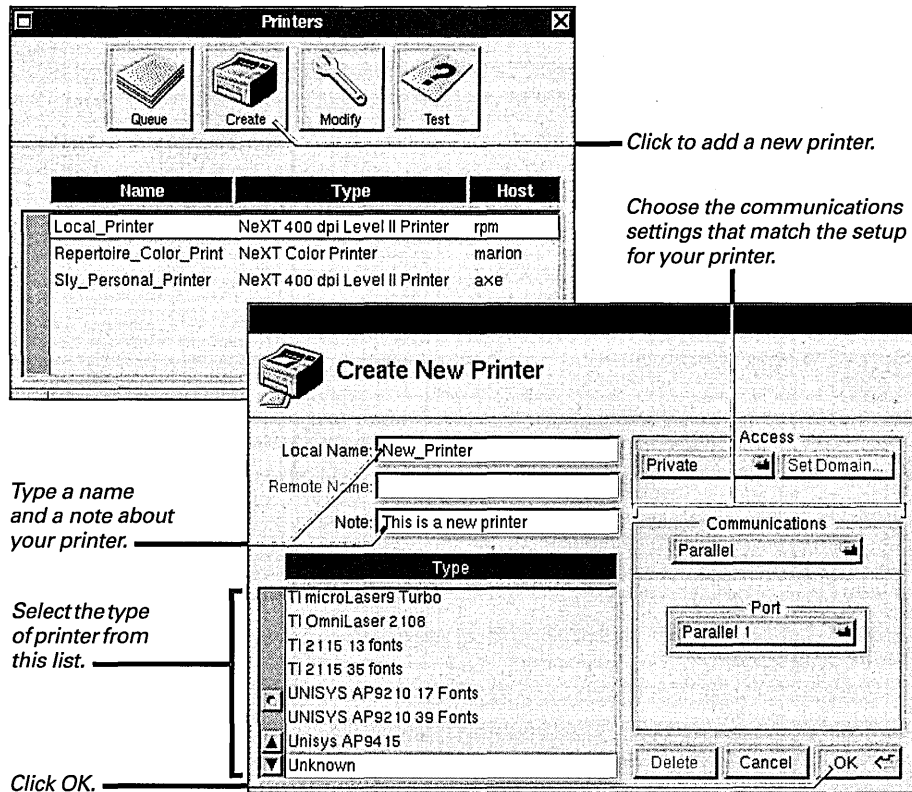 Printers
Queue
Create
Modify
Test
Click to add a new printer.
Name Type Host
Local_Printer NeXT 400 dpi Level II Printer rpm
Repertoire_Color_Print NeXT Color Printer marion
Sly_Personal_Printer NeXT 400 dpi Level II Printer axe
Choose the communications
settings that match the setup
for your printer.
Create New Printer
Local Name: New_Printer
Remote Name:
Note: This is a new printer
Access
Private Set Domain...
Communications
Parallel
Port
Parallel 1
Type a name
and a note about
your printer.
Type
TI microLaser9 Turbo
TI OmniLaser 2108
TI 2115 13 fonts
TI 2115 35 fonts
UNISYS AP9210 17 Fonts
UNISYS AP9210 39 Fonts
Unisys AP9415
Unknown
Select the type
of printer from
this list.
Delete Cancel OK
Click OK.